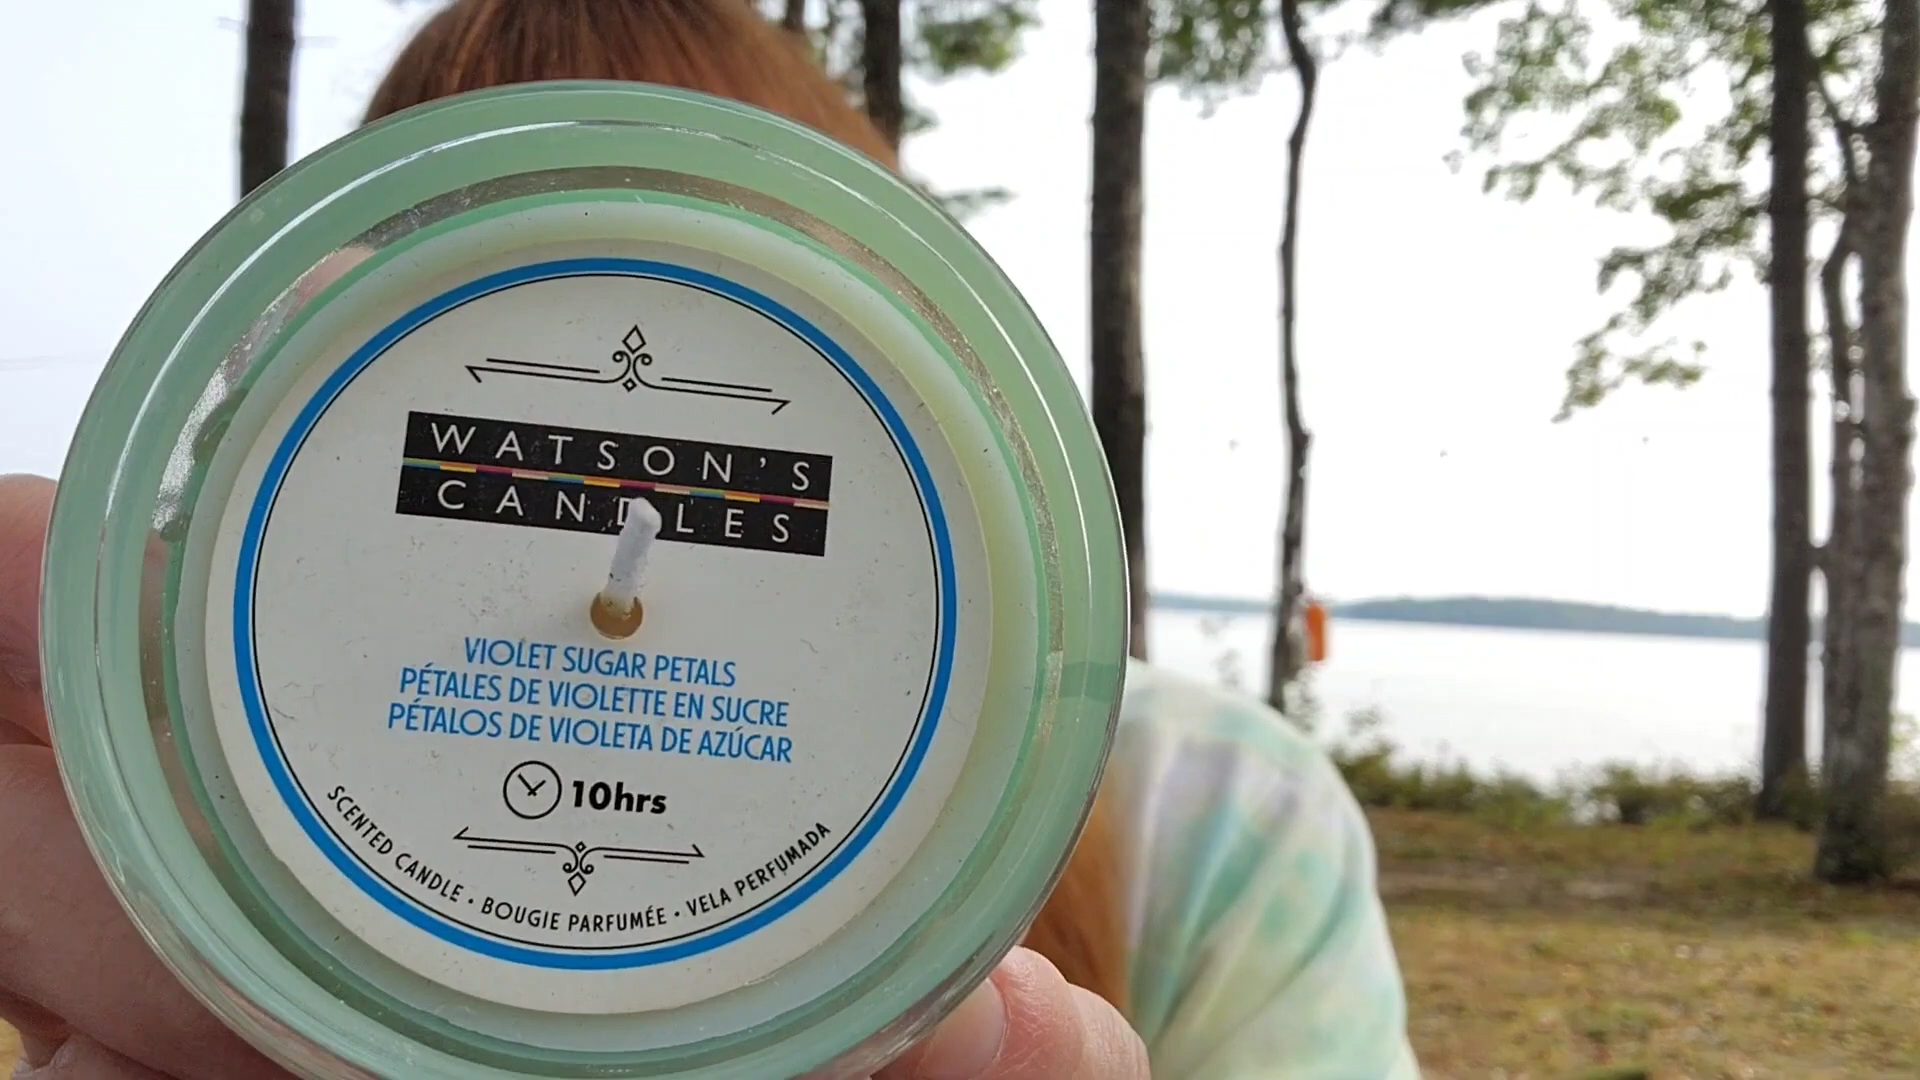 WATSON'S
CANDLES
VIOLET SUGAR PETALS
PÉTALES DE VIOLETTE EN SUCRE
PÉTALOS DE VIOLETA DE AZÚCAR
10hrs
SCENTED CANDLE · BOUGIE PARFUMÉE · VELA PERFUMADA